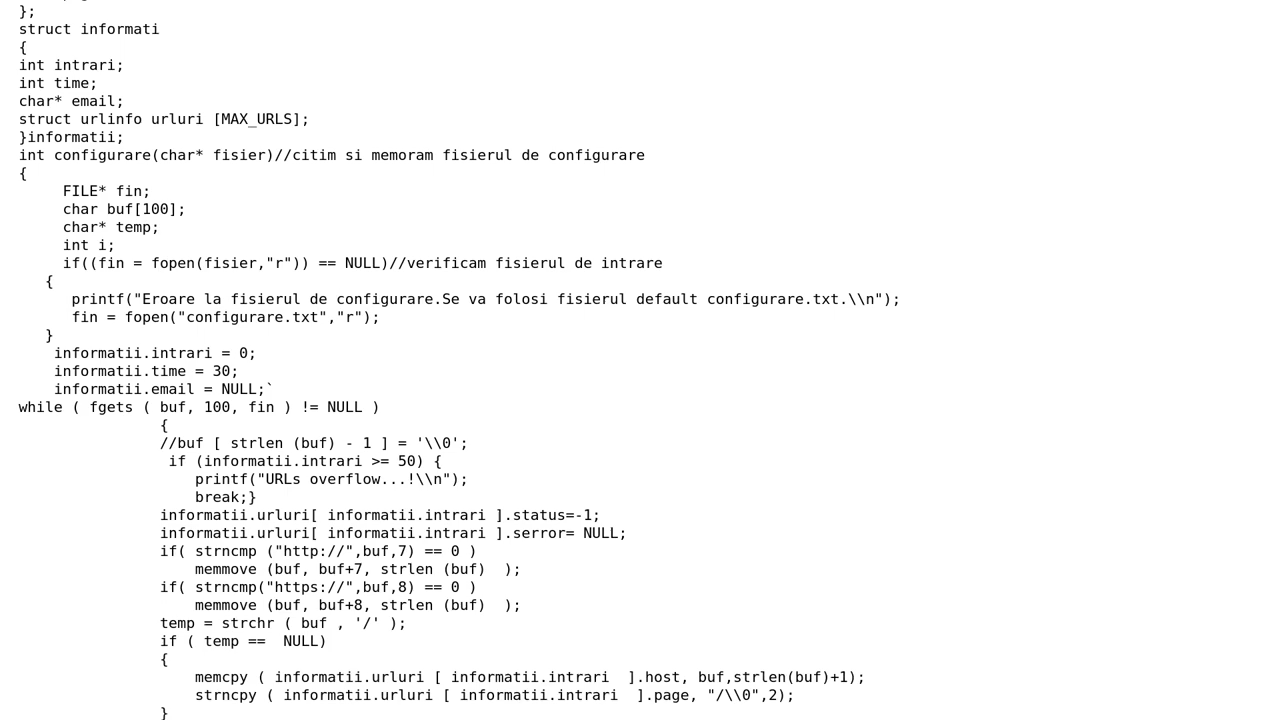 };
struct informati
{
int intrari;
int time;
char* email;
struct urlinfo urluri [MAX_URLS];
}informatii;
int configurare(char* fisier)//citim si memoram fisierul de configurare
{
     FILE* fin;
     char buf[100];
     char* temp;
     int i;
     if((fin = fopen(fisier,"r")) == NULL)//verificam fisierul de intrare
   {
      printf("Eroare la fisierul de configurare.Se va folosi fisierul default configurare.txt.\\n");
      fin = fopen("configurare.txt","r");
   }
    informatii.intrari = 0;
    informatii.time = 30;
    informatii.email = NULL;`
while ( fgets ( buf, 100, fin ) != NULL )
                {
                //buf [ strlen (buf) - 1 ] = '\\0';
                 if (informatii.intrari >= 50) {
                    printf("URLs overflow...!\\n");
                    break;}
                informatii.urluri[ informatii.intrari ].status=-1;
                informatii.urluri[ informatii.intrari ].serror= NULL;
                if( strncmp ("http://",buf,7) == 0 )
                    memmove (buf, buf+7, strlen (buf)  );
                if( strncmp("https://",buf,8) == 0 )
                    memmove (buf, buf+8, strlen (buf)  );
                temp = strchr ( buf , '/' );
                if ( temp ==  NULL)
                {
                    memcpy ( informatii.urluri [ informatii.intrari  ].host, buf,strlen(buf)+1);
                    strncpy ( informatii.urluri [ informatii.intrari  ].page, "/\\0",2);
                }